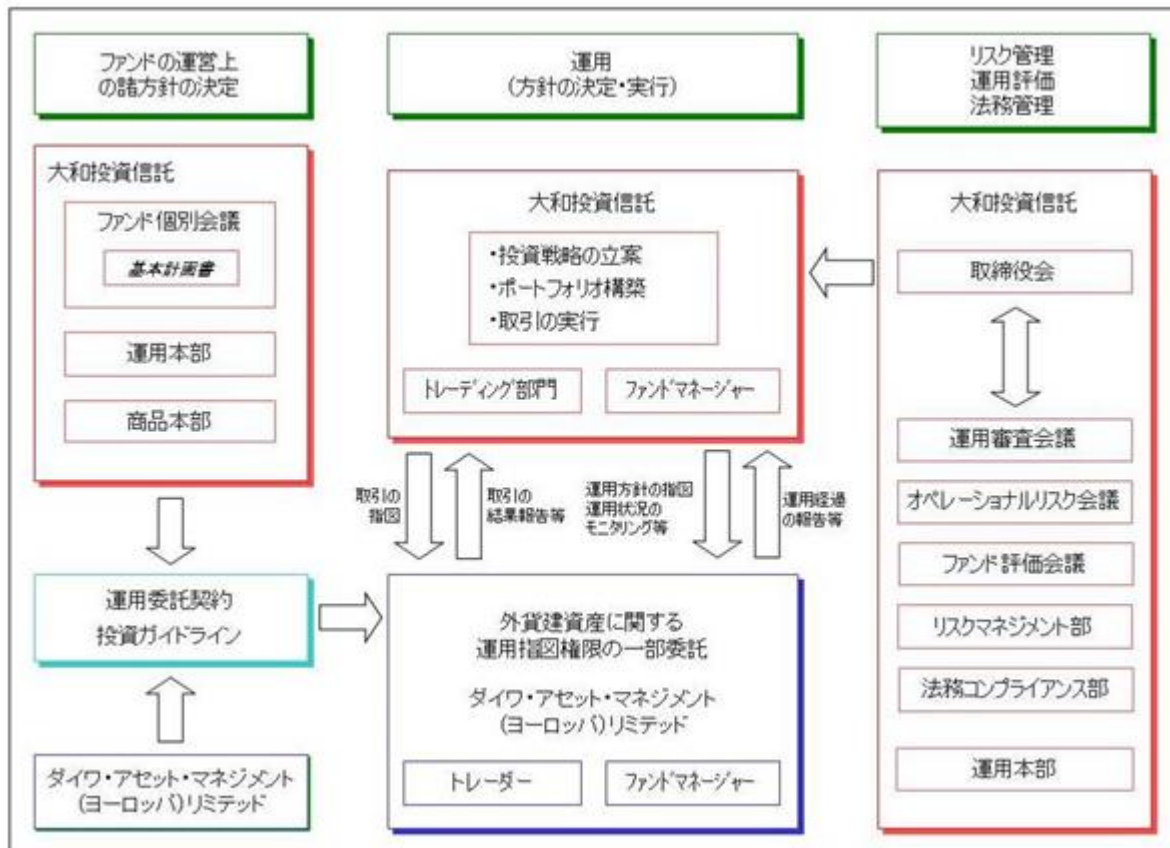 ファンドの運営上
の諸方針の決定
運用
(方針の決定・実行)
リスク管理
運用評価
法務管理
大和投資信託
ファンド個別会議
基本計画書
運用本部
商品本部
大和投資信託
・投資戦略の立案
・ポートフォリオ構築
・取引の実行
トレーディング部門
ファンドマネージャー
大和投資信託
取締役会
運用審査会議
オペレーショナルリスク会議
ファンド評価会議
リスクマネジメント部
法務コンプライアンス部
運用本部
取引の
指図
取引の
結果報告等
運用方針の指図
運用状況の
モニタリング等
運用経過
の報告等
運用委託契約
投資ガイドライン
外貨建資産に関する
運用指図権限の一部委託
ダイワ・アセット・マネジメント
(ヨーロッパ)リミテッド
トレーダー
ファンドマネージャー
ダイワ・アセット・マネジメント
(ヨーロッパ)リミテッド